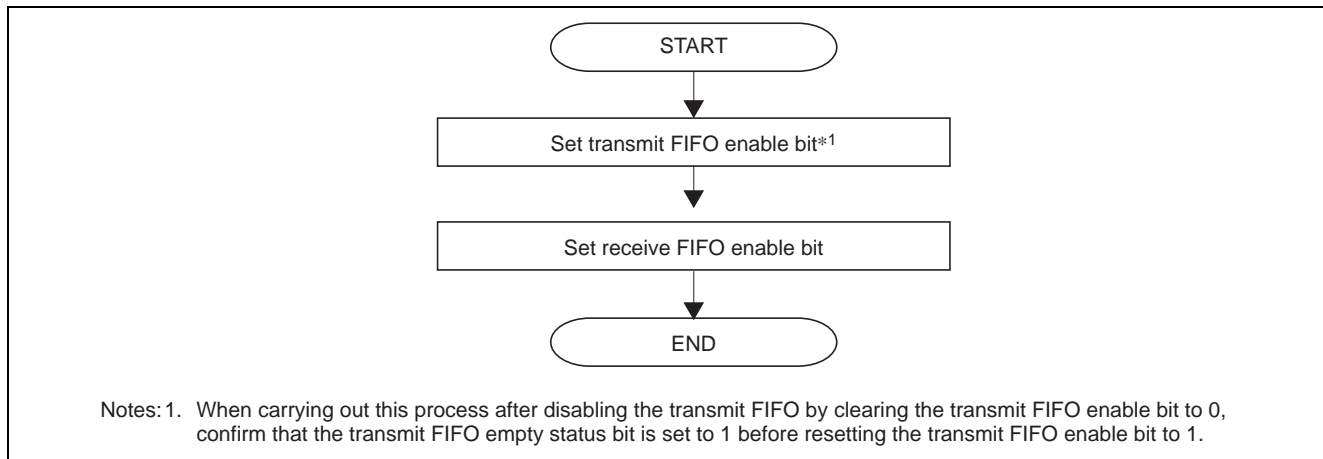 START
Set transmit FIFO enable bit*1
Set receive FIFO enable bit
END
Notes: 1. When carrying out this process after disabling the transmit FIFO by clearing the transmit FIFO enable bit to 0,
confirm that the transmit FIFO empty status bit is set to 1 before resetting the transmit FIFO enable bit to 1.